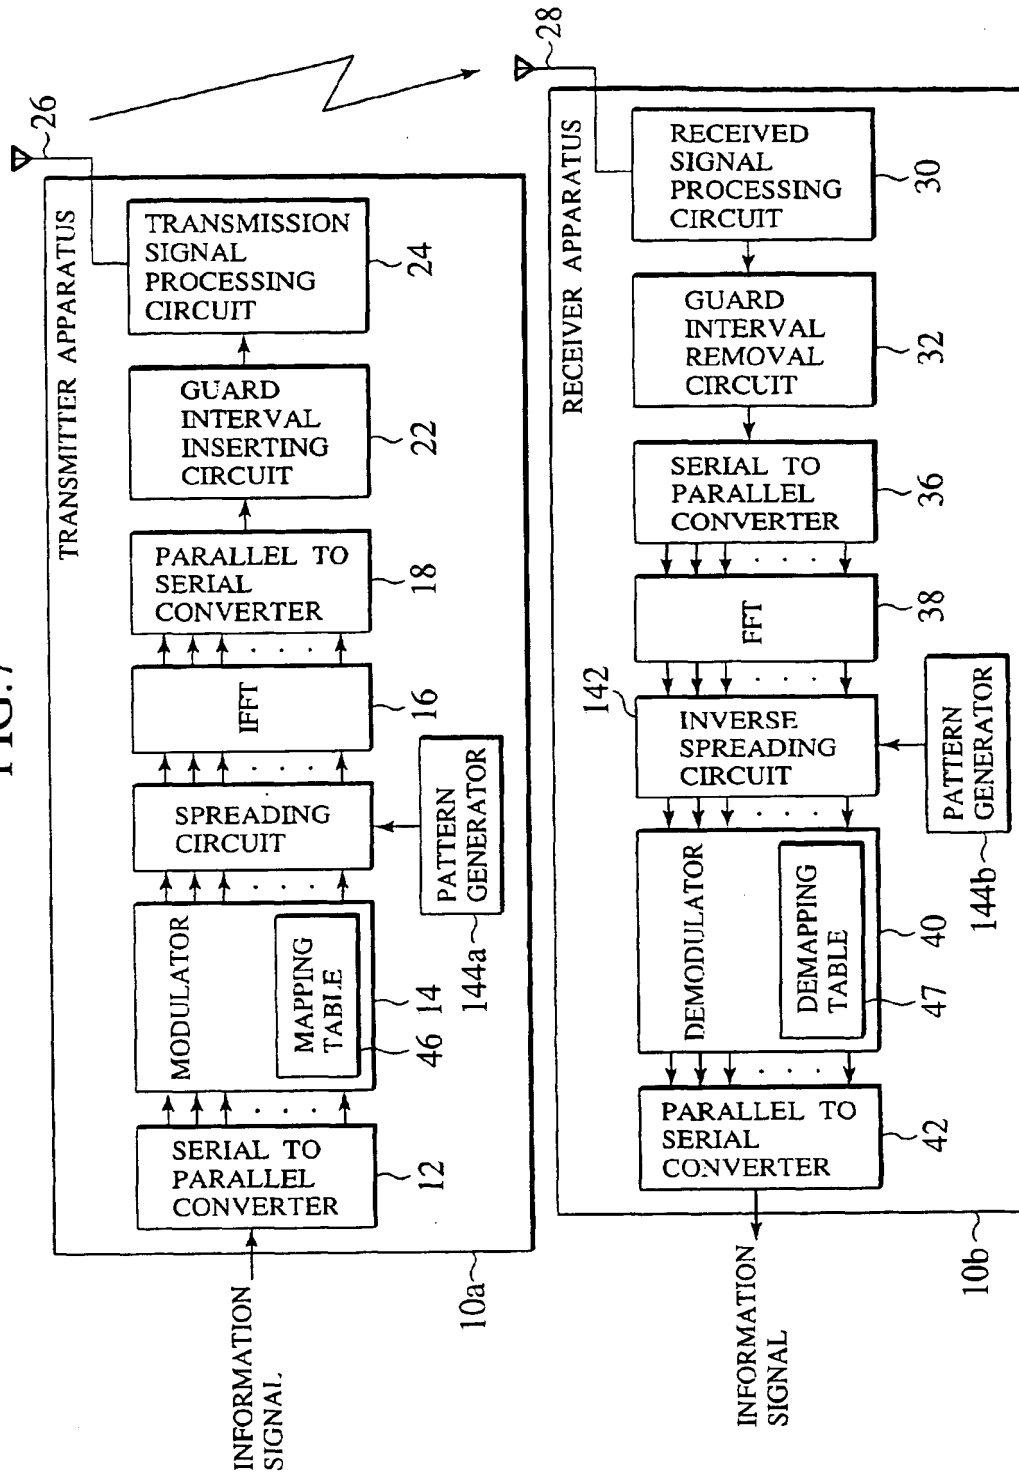 FIG.7
TRANSMITTER APPARATUS
26
INFORMATION
SIGNAL
SERIAL TO
PARALLEL
CONVERTER
12
MODULATOR
MAPPING
TABLE
46
14
SPREADING
CIRCUIT
PATTERN
GENERATOR
144a
IFFT
16
PARALLEL TO
SERIAL
CONVERTER
18
GUARD
INTERVAL
INSERTING
CIRCUIT
22
TRANSMISSION
SIGNAL
PROCESSING
CIRCUIT
24
10a
RECEIVER APPARATUS
28
INFORMATION
SIGNAL
PARALLEL TO
SERIAL
CONVERTER
42
DEMODULATOR
DEMAPPING
TABLE
47
40
142
INVERSE
SPREADING
CIRCUIT
PATTERN
GENERATOR
144b
FFT
38
SERIAL TO
PARALLEL
CONVERTER
36
GUARD
INTERVAL
REMOVAL
CIRCUIT
32
RECEIVED
SIGNAL
PROCESSING
CIRCUIT
30
10b